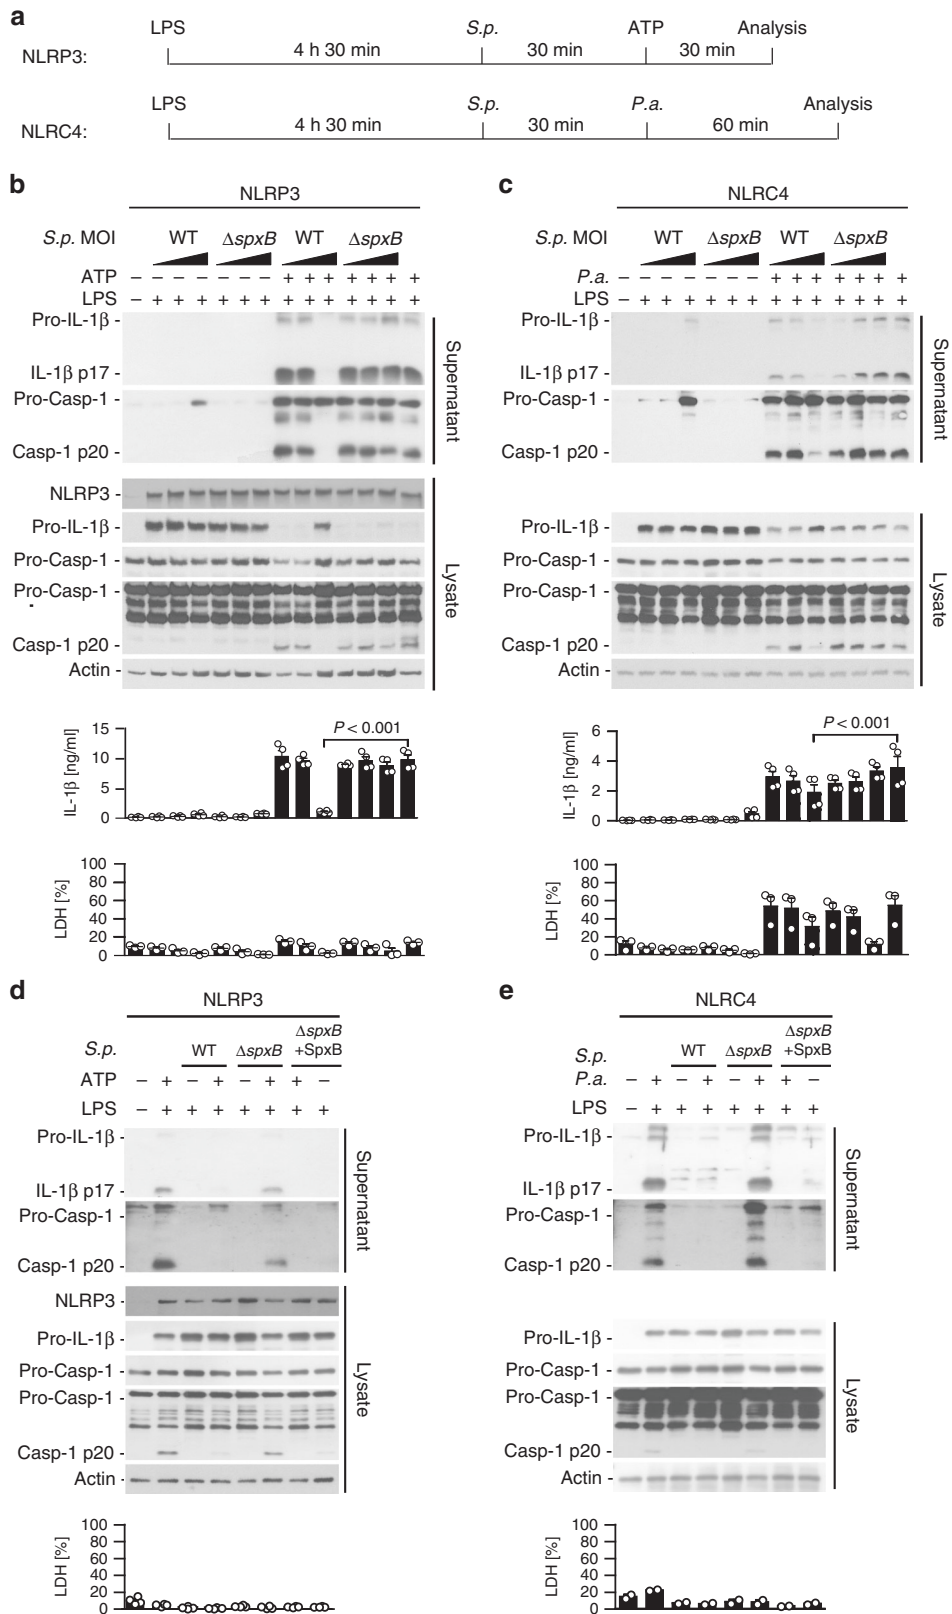 a
LPS S.p. ATP Analysis
NLRP3: 4 h 30 min 30 min 30 min
LPS S.p. P.a. Analysis
NLRC4: 4 h 30 min 30 min 60 min
b
NLRP3
S.p. MOI WT ΔspxB WT ΔspxB
ATP – + + + – – – + + + + + + +
LPS – + + + + + + + + + + + + +
Pro-IL-1β -
IL-1β p17 -
Pro-Casp-1 -
Casp-1 p20 -
Supernatant
NLRP3 -
Pro-IL-1β -
Pro-Casp-1 -
Pro-Casp-1 -
Casp-1 p20 -
Actin -
Lysate
P < 0.001
IL-1β [ng/ml]
15
10
5
0
LDH [%]
100
80
60
40
20
0
c
NLRC4
S.p. MOI WT ΔspxB WT ΔspxB
P.a. – – – – – – – + + + + + + +
LPS – + + + + + + + + + + + + +
Pro-IL-1β -
IL-1β p17 -
Pro-Casp-1 -
Casp-1 p20 -
Supernatant
Pro-IL-1β -
Pro-Casp-1 -
Pro-Casp-1 -
Casp-1 p20 -
Actin -
Lysate
P < 0.001
IL-1β [ng/ml]
6
4
2
0
LDH [%]
100
80
60
40
20
0
d
NLRP3
S.p. WT ΔspxB ΔspxB
+SpxB
ATP – + – + – + + –
LPS – + + + + + + +
Pro-IL-1β -
IL-1β p17 -
Pro-Casp-1 -
Casp-1 p20 -
Supernatant
NLRP3 -
Pro-IL-1β -
Pro-Casp-1 -
Pro-Casp-1 -
Casp-1 p20 -
Actin -
Lysate
LDH [%]
100
80
60
40
20
0
e
NLRC4
S.p. WT ΔspxB ΔspxB
+SpxB
P.a. – + – + – + + –
LPS – + + + + + + +
Pro-IL-1β -
IL-1β p17 -
Pro-Casp-1 -
Casp-1 p20 -
Supernatant
Pro-IL-1β -
Pro-Casp-1 -
Pro-Casp-1 -
Casp-1 p20 -
Actin -
Lysate
LDH [%]
100
80
60
40
20
0